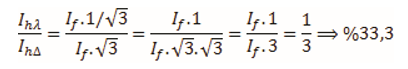 I_hλ / I_hΔ = (I_f.1/√3) / (I_f.√3) = (I_f.1) / (I_f.√3.√3) = (I_f.1) / (I_f.3) = 1/3 ⟹ %33,3